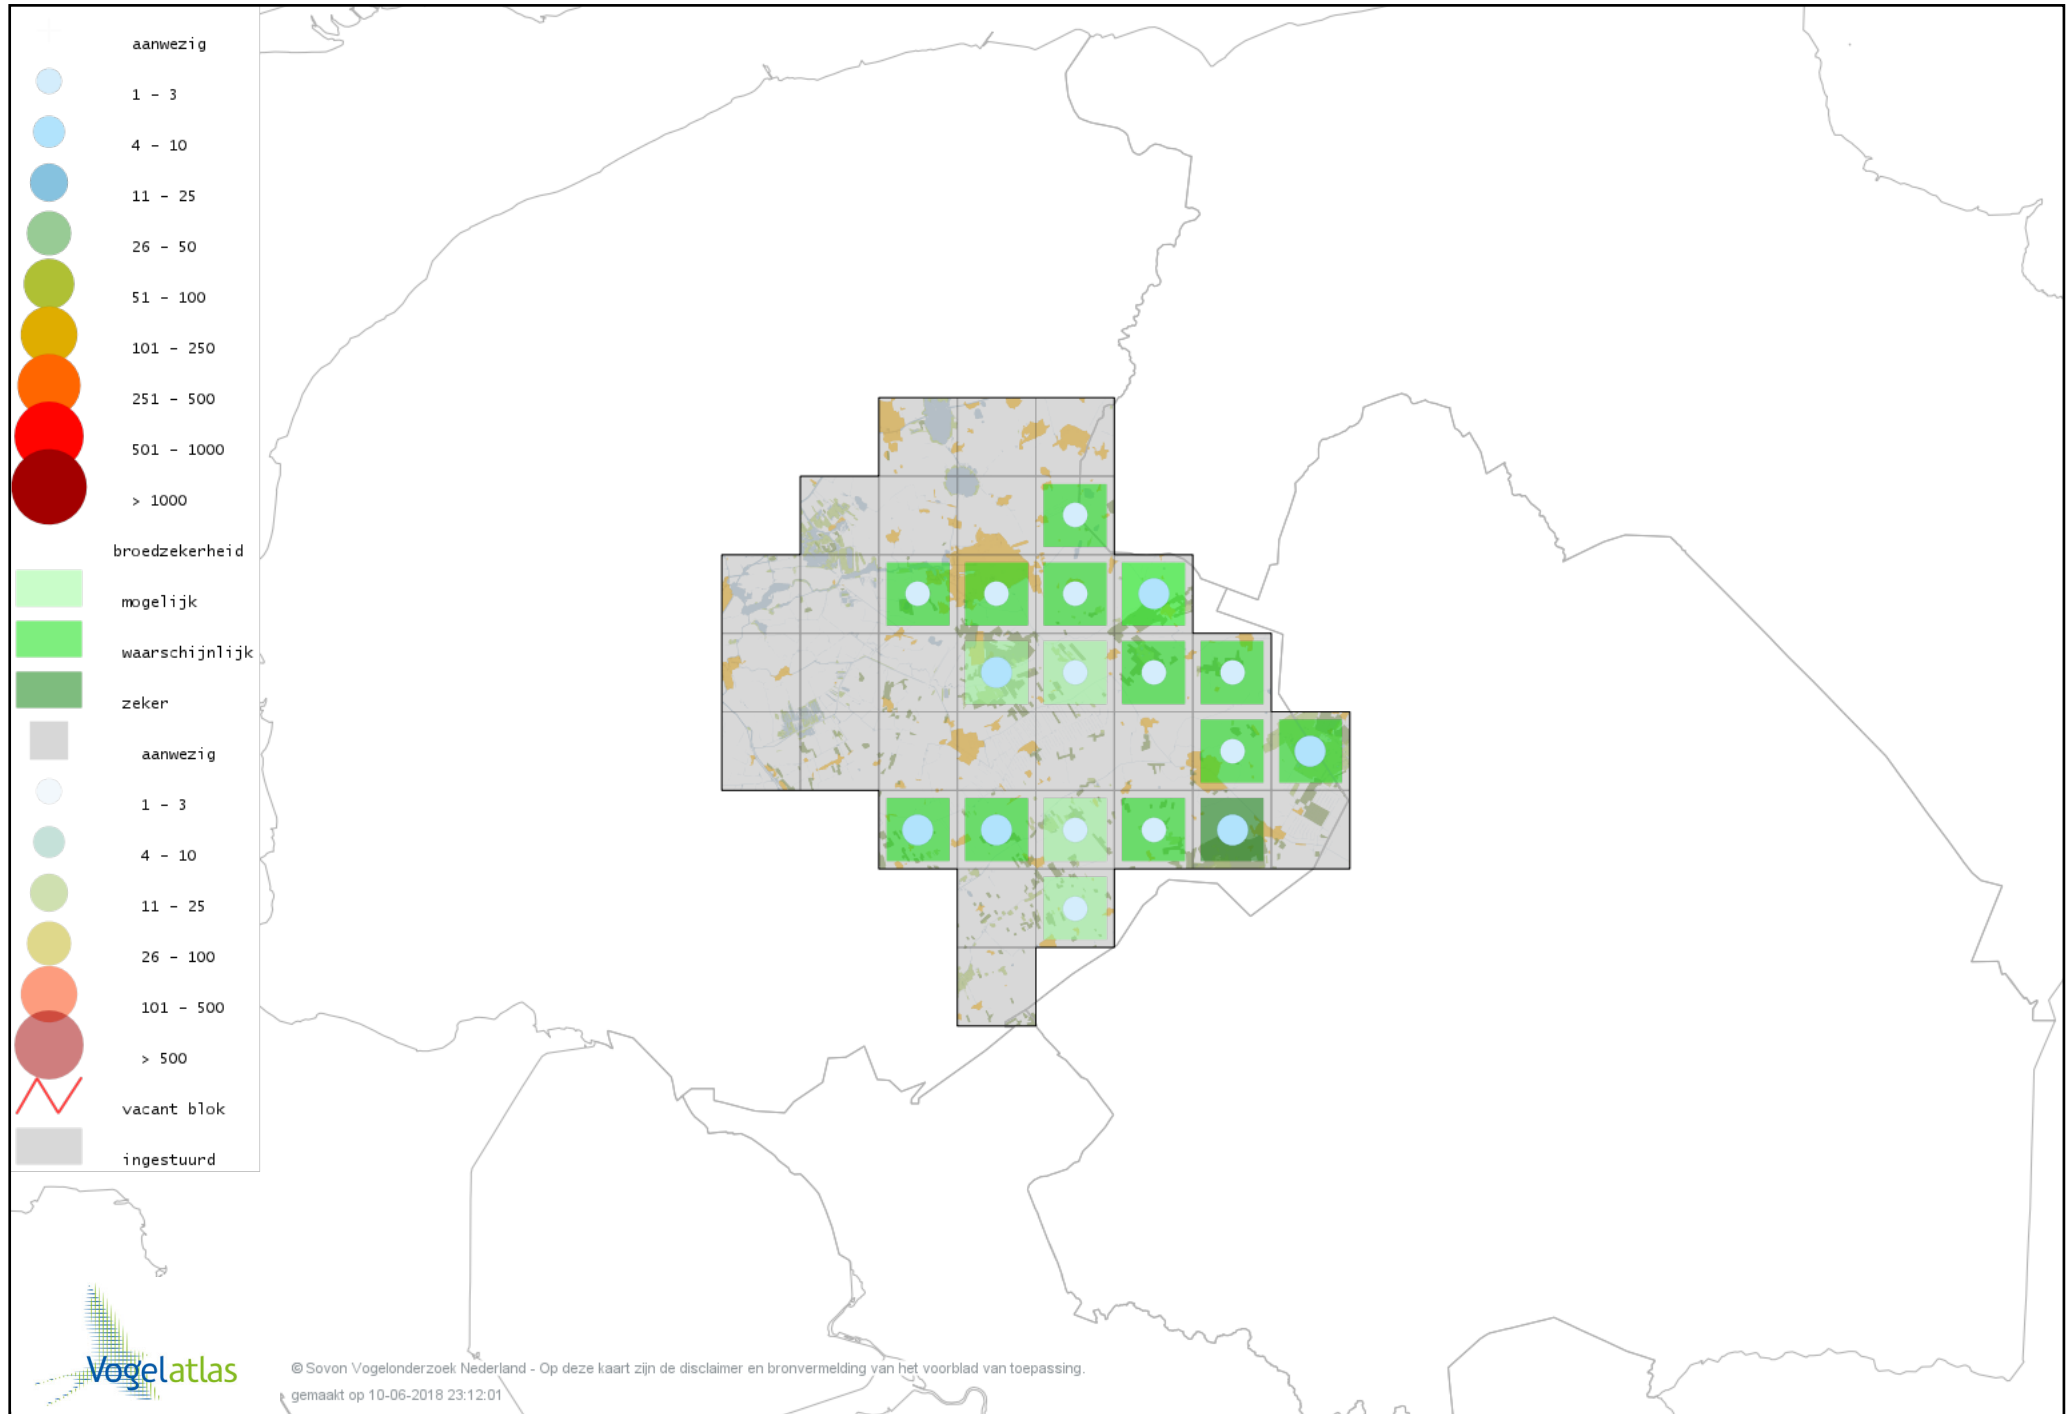 aanwezig
1 - 3
4 - 10
11 - 25
26 - 50
51 - 100
101 - 250
251 - 500
501 - 1000
> 1000
broedzekerheid
mogelijk
waarschijnlijk
zeker
aanwezig
1 - 3
4 - 10
11 - 25
26 - 100
101 - 500
> 500
vacant blok
ingestuurd
Vogelatlas
© Sovon Vogelonderzoek Nederland - Op deze kaart zijn de disclaimer en bronvermelding van het voorblad van toepassing.
gemaakt op 10-06-2018 23:12:01